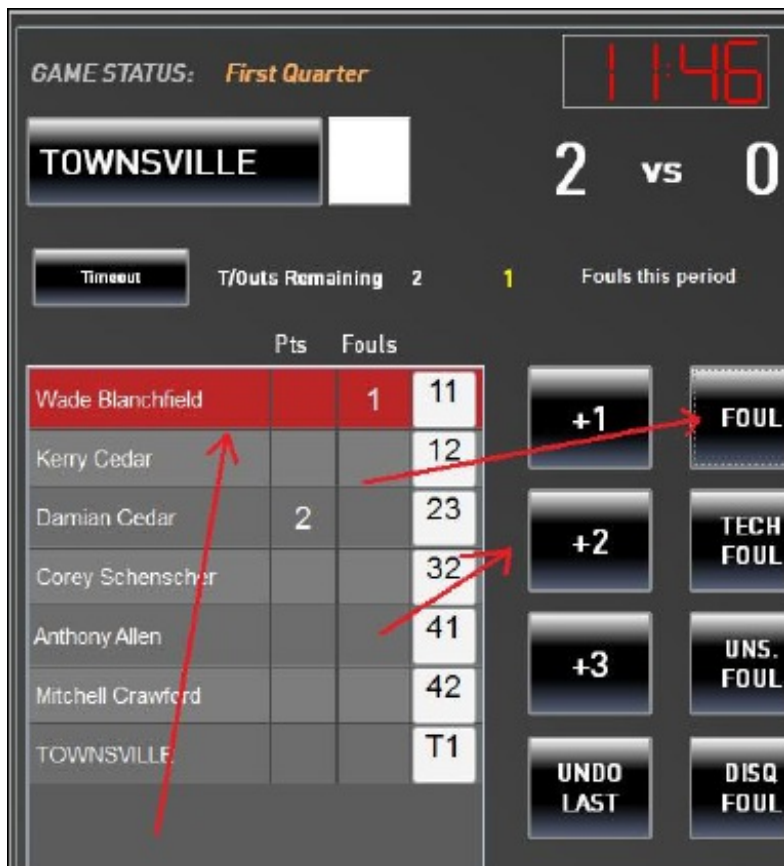 GAME STATUS: First Quarter 11:46
TOWNSVILLE 2 vs 0
Timeout T/Outs Remaining 2 1 Fouls this period
Pts Fouls
Wade Blanchfield 1 11
Kerry Cedar 12
Damian Cedar 2 23
Corey Schenscher 32
Anthony Allen 41
Mitchell Crawford 42
TOWNSVILLE T1
+1 FOUL
+2 TECH FOUL
+3 UNS. FOUL
UNDO LAST DISQ FOUL